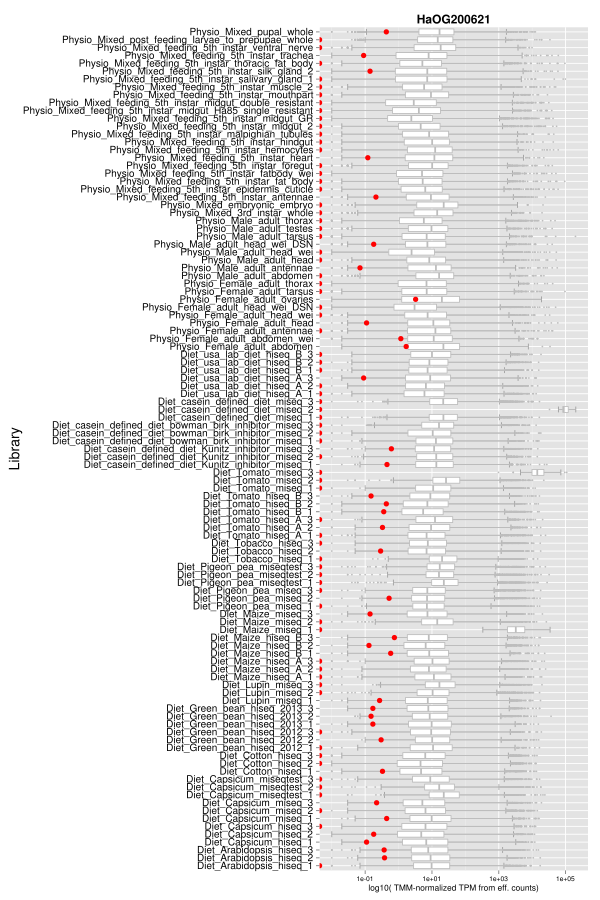 HaOG200621
Physio_Mixed_pupal_whole
Physio_Mixed_post_feeding_larvae_to_prepupae_whole
Physio_Mixed_feeding_5th_instar_ventral_nerve
Physio_Mixed_feeding_5th_instar_trachea
Physio_Mixed_feeding_5th_instar_thoracic_fat_body
Physio_Mixed_feeding_5th_instar_silk_gland_2
Physio_Mixed_feeding_5th_instar_salivary_gland_1
Physio_Mixed_feeding_5th_instar_muscle_2
Physio_Mixed_feeding_5th_instar_mouthpart
Physio_Mixed_feeding_5th_instar_midgut_double_resistant
Physio_Mixed_feeding_5th_instar_midgut_Ha85_single_resistant
Physio_Mixed_feeding_5th_instar_midgut_GR
Physio_Mixed_feeding_5th_instar_midgut_2
Physio_Mixed_feeding_5th_instar_malpighian_tubules
Physio_Mixed_feeding_5th_instar_hindgut
Physio_Mixed_feeding_5th_instar_hemocytes
Physio_Mixed_feeding_5th_instar_heart
Physio_Mixed_feeding_5th_instar_foregut
Physio_Mixed_feeding_5th_instar_fatbody_wei
Physio_Mixed_feeding_5th_instar_fat_body
Physio_Mixed_feeding_5th_instar_epidermis_cuticle
Physio_Mixed_feeding_5th_instar_antennae
Physio_Mixed_embryonic_embryo
Physio_Mixed_3rd_instar_whole
Physio_Male_adult_thorax
Physio_Male_adult_testes
Physio_Male_adult_tarsus
Physio_Male_adult_head_wei_DSN
Physio_Male_adult_head_wei
Physio_Male_adult_head
Physio_Male_adult_antennae
Physio_Male_adult_abdomen
Physio_Female_adult_thorax
Physio_Female_adult_tarsus
Physio_Female_adult_ovaries
Physio_Female_adult_head_wei_DSN
Physio_Female_adult_head_wei
Physio_Female_adult_head
Physio_Female_adult_antennae
Physio_Female_adult_abdomen_wei
Physio_Female_adult_abdomen
Diet_usa_lab_diet_hiseq_B_3
Diet_usa_lab_diet_hiseq_B_2
Diet_usa_lab_diet_hiseq_B_1
Diet_usa_lab_diet_hiseq_A_3
Diet_usa_lab_diet_hiseq_A_2
Diet_usa_lab_diet_hiseq_A_1
Diet_casein_defined_diet_miseq_3
Diet_casein_defined_diet_miseq_2
Diet_casein_defined_diet_miseq_1
Diet_casein_defined_diet_bowman_birk_inhibitor_miseq_3
Diet_casein_defined_diet_bowman_birk_inhibitor_miseq_2
Diet_casein_defined_diet_bowman_birk_inhibitor_miseq_1
Diet_casein_defined_diet_Kunitz_inhibitor_miseq_3
Diet_casein_defined_diet_Kunitz_inhibitor_miseq_2
Diet_casein_defined_diet_Kunitz_inhibitor_miseq_1
Diet_Tomato_miseq_3
Diet_Tomato_miseq_2
Diet_Tomato_miseq_1
Diet_Tomato_hiseq_B_3
Diet_Tomato_hiseq_B_2
Diet_Tomato_hiseq_B_1
Diet_Tomato_hiseq_A_3
Diet_Tomato_hiseq_A_2
Diet_Tomato_hiseq_A_1
Diet_Tobacco_hiseq_3
Diet_Tobacco_hiseq_2
Diet_Tobacco_hiseq_1
Diet_Pigeon_pea_miseqtest_3
Diet_Pigeon_pea_miseqtest_2
Diet_Pigeon_pea_miseqtest_1
Diet_Pigeon_pea_miseq_3
Diet_Pigeon_pea_miseq_2
Diet_Pigeon_pea_miseq_1
Diet_Maize_miseq_3
Diet_Maize_miseq_2
Diet_Maize_miseq_1
Diet_Maize_hiseq_B_3
Diet_Maize_hiseq_B_2
Diet_Maize_hiseq_B_1
Diet_Maize_hiseq_A_3
Diet_Maize_hiseq_A_2
Diet_Maize_hiseq_A_1
Diet_Lupin_miseq_3
Diet_Lupin_miseq_2
Diet_Lupin_miseq_1
Diet_Green_bean_hiseq_2013_3
Diet_Green_bean_hiseq_2013_2
Diet_Green_bean_hiseq_2013_1
Diet_Green_bean_hiseq_2012_3
Diet_Green_bean_hiseq_2012_2
Diet_Green_bean_hiseq_2012_1
Diet_Cotton_hiseq_3
Diet_Cotton_hiseq_2
Diet_Cotton_hiseq_1
Diet_Capsicum_miseqtest_3
Diet_Capsicum_miseqtest_2
Diet_Capsicum_miseqtest_1
Diet_Capsicum_miseq_3
Diet_Capsicum_miseq_2
Diet_Capsicum_miseq_1
Diet_Capsicum_hiseq_3
Diet_Capsicum_hiseq_2
Diet_Capsicum_hiseq_1
Diet_Arabidopsis_hiseq_3
Diet_Arabidopsis_hiseq_2
Diet_Arabidopsis_hiseq_1
Library
1e-01 1e+01 1e+03 1e+05
log10( TMM-normalized TPM from eff. counts)